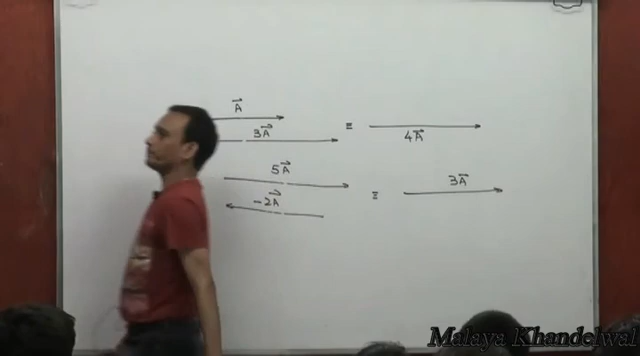 A⃗
3A⃗ ≡ 4A⃗
5A⃗
-2A⃗ ≡ 3A⃗
Malaya Khandelwal